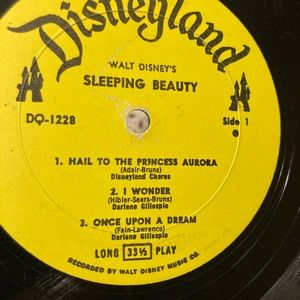 Disneyland
WALT DISNEY'S
SLEEPING BEAUTY
DQ-1228
Side 1
1. HAIL TO THE PRINCESS AURORA
(Adair-Bruns)
Disneyland Chorus
2. I WONDER
(Hibler-Sears-Bruns)
Darlene Gillespie
3. ONCE UPON A DREAM
(Fain-Lawrence)
Darlene Gillespie
LONG 33⅓ PLAY
RECORDED BY WALT DISNEY MUSIC CO.